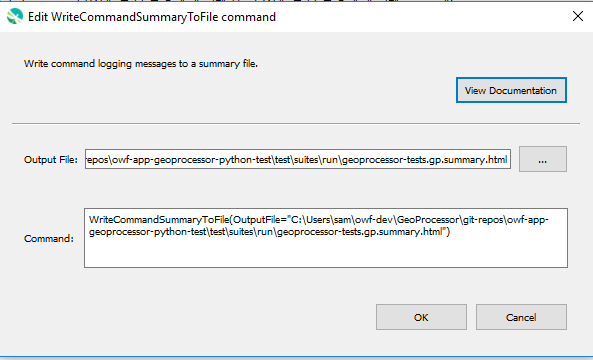 Edit WriteCommandSummaryToFile command
Write command logging messages to a summary file.
View Documentation
Output File: repos\owf-app-geoprocessor-python-test\test\suites\run\geoprocessor-tests.gp.summary.html ...
WriteCommandSummaryToFile(OutputFile="C:\Users\sam\owf-dev\GeoProcessor\git-repos\owf-app-
Command: geoprocessor-python-test\test\suites\run\geoprocessor-tests.gp.summary.html")
OK Cancel